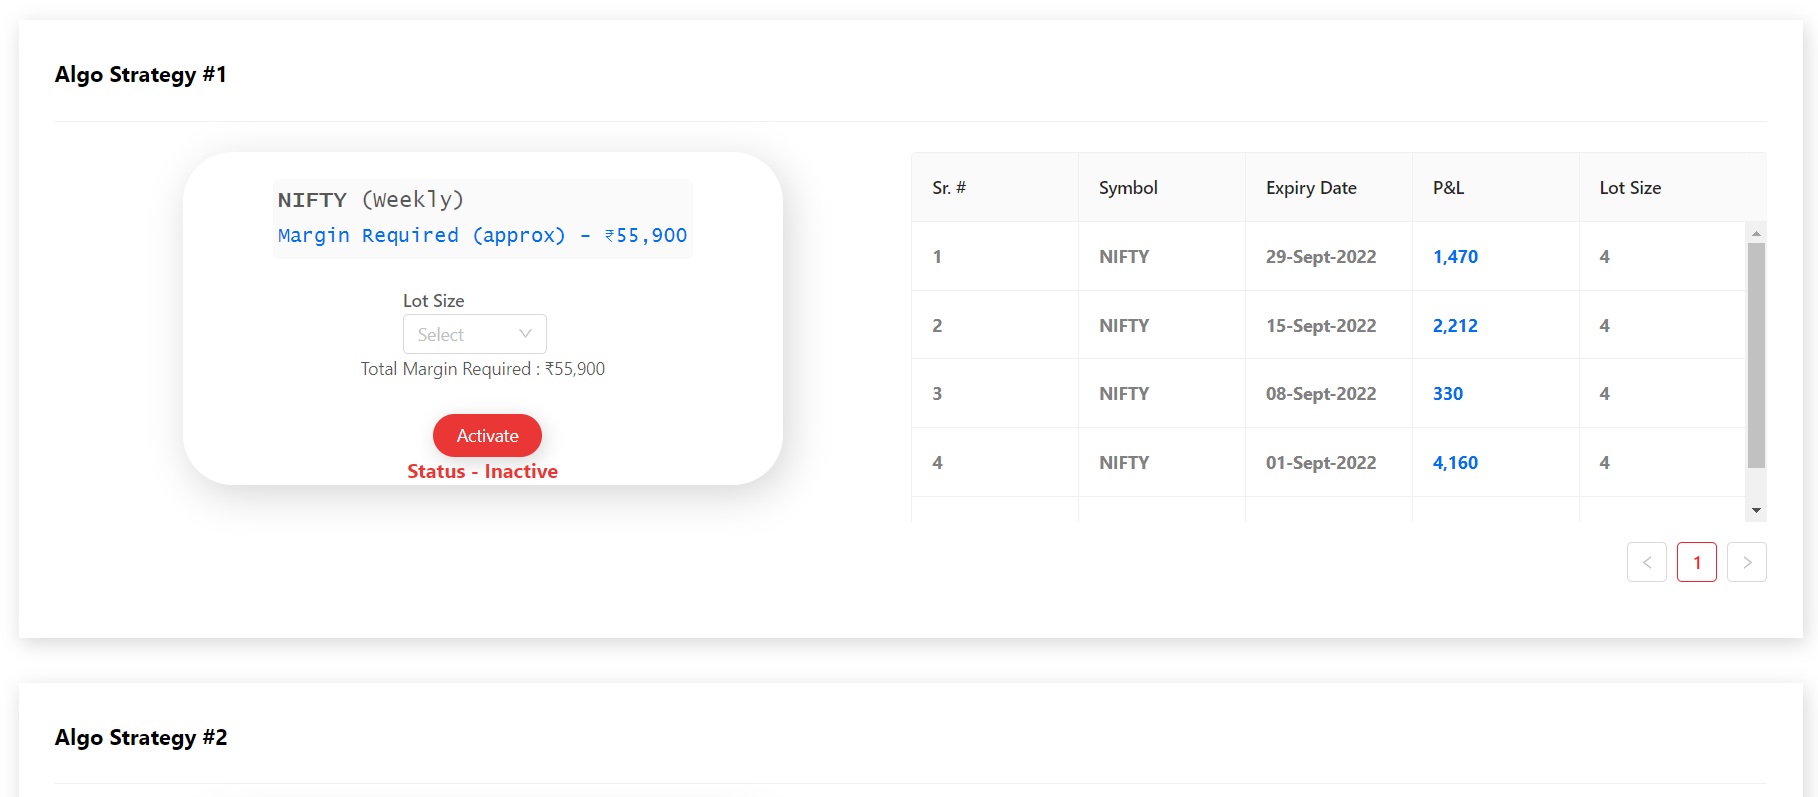 Algo Strategy #1
NIFTY (Weekly)
Margin Required (approx) - ₹55,900
Lot Size
Select
Total Margin Required : ₹55,900
Activate
Status - Inactive
Sr. # Symbol Expiry Date P&L Lot Size
1 NIFTY 29-Sept-2022 1,470 4
2 NIFTY 15-Sept-2022 2,212 4
3 NIFTY 08-Sept-2022 330 4
4 NIFTY 01-Sept-2022 4,160 4
1
Algo Strategy #2